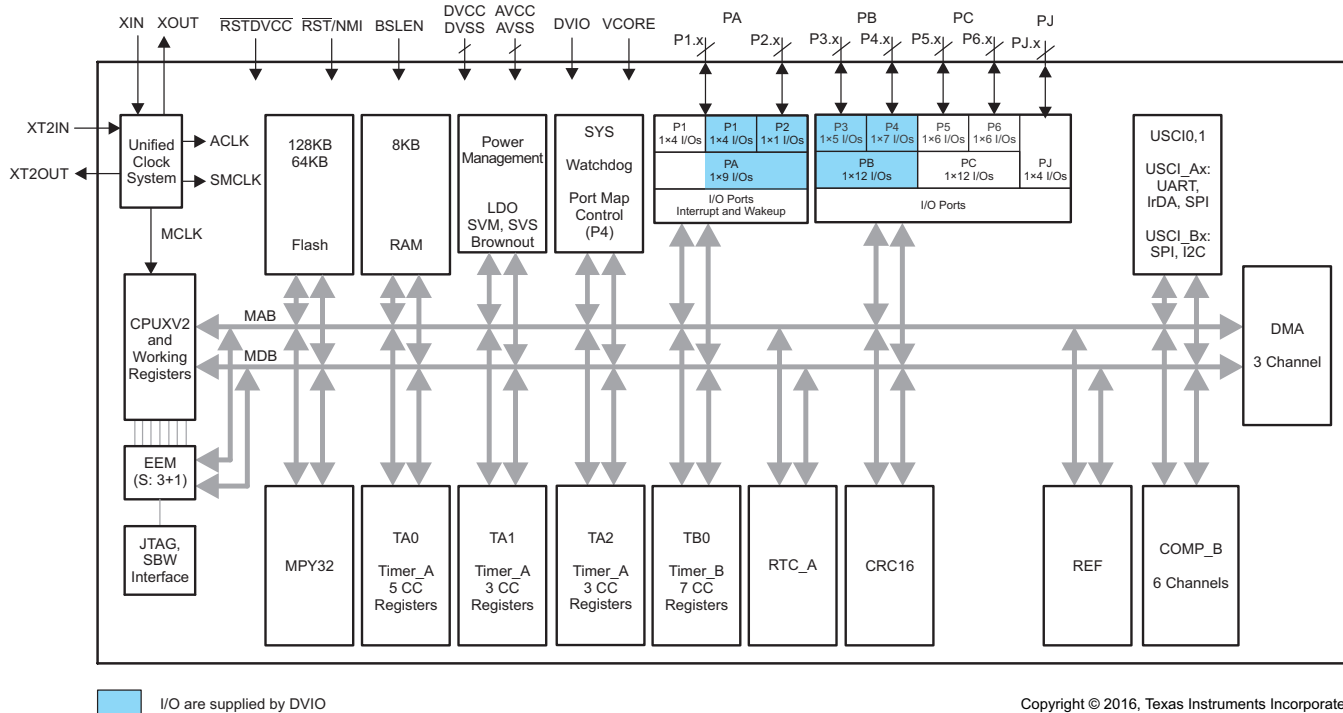 XIN
XOUT
RSTDVCC
RST/NMI
BSLEN
DVCC
DVSS
AVCC
AVSS
DVIO
VCORE
PA
P1.x
P2.x
PB
P3.x
P4.x
PC
P5.x
P6.x
PJ
PJ.x
XT2IN
XT2OUT
Unified
Clock
System
ACLK
SMCLK
MCLK
128KB
64KB
Flash
8KB
RAM
Power
Management
LDO
SVM, SVS
Brownout
SYS
Watchdog
Port Map
Control
(P4)
P1
1×4 I/Os
P1
1×4 I/Os
P2
1×1 I/Os
PA
1×9 I/Os
I/O Ports
Interrupt and Wakeup
P3
1×5 I/Os
P4
1×7 I/Os
P5
1×6 I/Os
P6
1×6 I/Os
PB
1×12 I/Os
PC
1×12 I/Os
PJ
1×4 I/Os
I/O Ports
USCI0,1
USCI_Ax:
UART,
IrDA, SPI
USCI_Bx:
SPI, I2C
CPUXV2
and
Working
Registers
MAB
MDB
DMA
3 Channel
EEM
(S: 3+1)
JTAG,
SBW
Interface
MPY32
TA0
Timer_A
5 CC
Registers
TA1
Timer_A
3 CC
Registers
TA2
Timer_A
3 CC
Registers
TB0
Timer_B
7 CC
Registers
RTC_A
CRC16
REF
COMP_B
6 Channels
I/O are supplied by DVIO
Copyright © 2016, Texas Instruments Incorporate